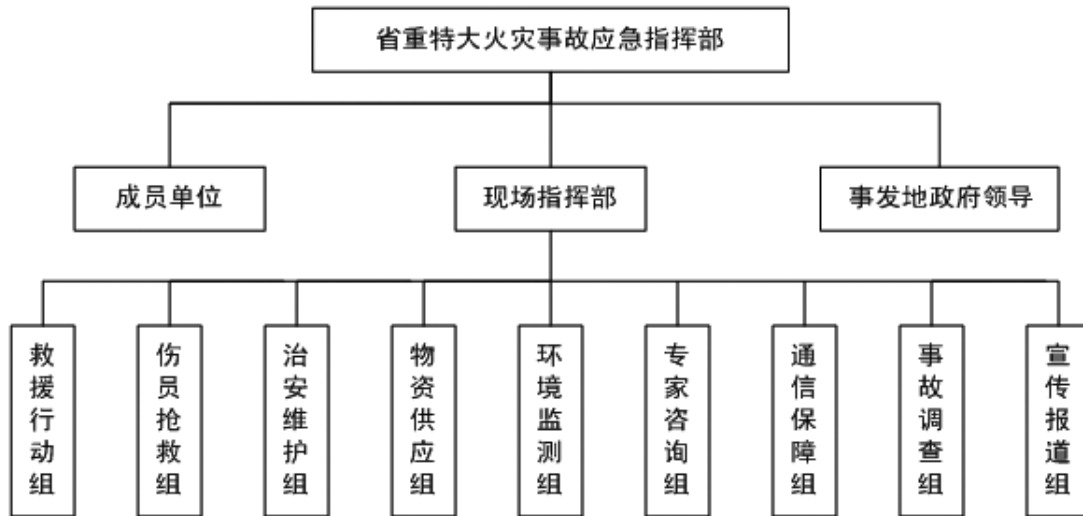 省重特大火灾事故应急指挥部
成员单位
现场指挥部
事发地政府领导
救援行动组
伤员抢救组
治安维护组
物资供应组
环境监测组
专家咨询组
通信保障组
事故调查组
宣传报道组